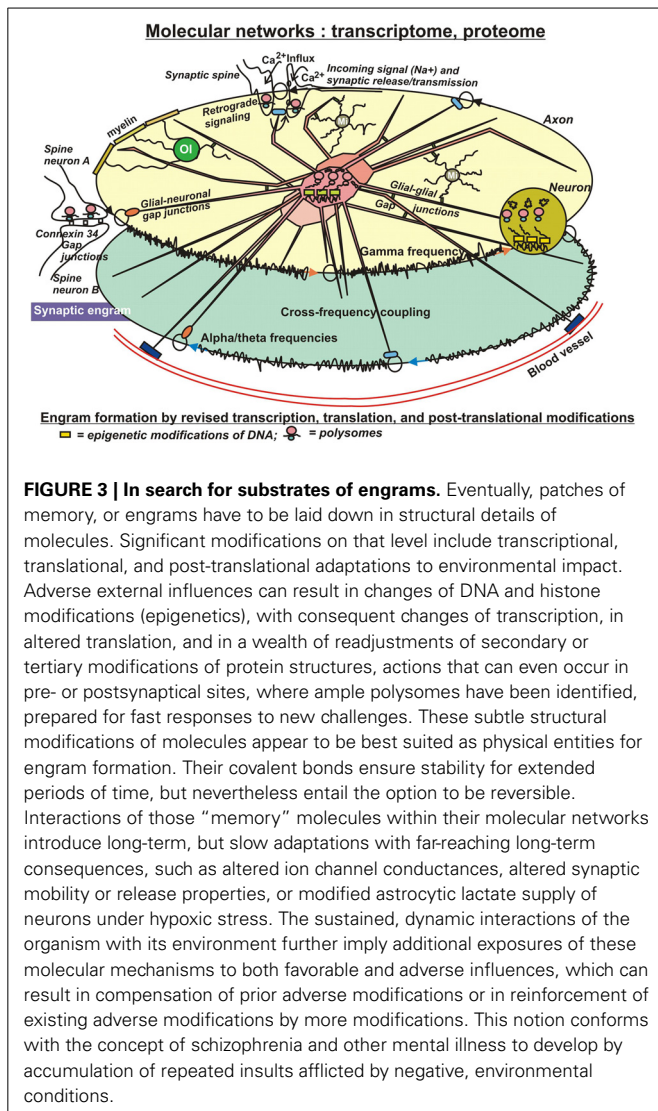 Molecular networks : transcriptome, proteome
Ca2+Influx
Synaptic spine
Ca2+
Incoming signal (Na+) and
synaptic release/transmission
Retrograde
signaling
myelin
Mi
Axon
OI
Spine
neuron A
Mi
Neuron
Glial-neuronal
gap junctions
Glial-glial
Gap
junctions
Connexin 34
Gap
junctions
Gamma frequency
Spine
neuron B
Synaptic engram
Cross-frequency coupling
Alpha/theta frequencies
Blood vessel
Engram formation by revised transcription, translation, and post-translational modifications
= epigenetic modifications of DNA; = polysomes
FIGURE 3 | In search for substrates of engrams. Eventually, patches of
memory, or engrams have to be laid down in structural details of
molecules. Significant modifications on that level include transcriptional,
translational, and post-translational adaptations to environmental impact.
Adverse external influences can result in changes of DNA and histone
modifications (epigenetics), with consequent changes of transcription, in
altered translation, and in a wealth of readjustments of secondary or
tertiary modifications of protein structures, actions that can even occur in
pre- or postsynaptical sites, where ample polysomes have been identified,
prepared for fast responses to new challenges. These subtle structural
modifications of molecules appear to be best suited as physical entities for
engram formation. Their covalent bonds ensure stability for extended
periods of time, but nevertheless entail the option to be reversible.
Interactions of those “memory” molecules within their molecular networks
introduce long-term, but slow adaptations with far-reaching long-term
consequences, such as altered ion channel conductances, altered synaptic
mobility or release properties, or modified astrocytic lactate supply of
neurons under hypoxic stress. The sustained, dynamic interactions of the
organism with its environment further imply additional exposures of these
molecular mechanisms to both favorable and adverse influences, which can
result in compensation of prior adverse modifications or in reinforcement of
existing adverse modifications by more modifications. This notion conforms
with the concept of schizophrenia and other mental illness to develop by
accumulation of repeated insults afflicted by negative, environmental
conditions.